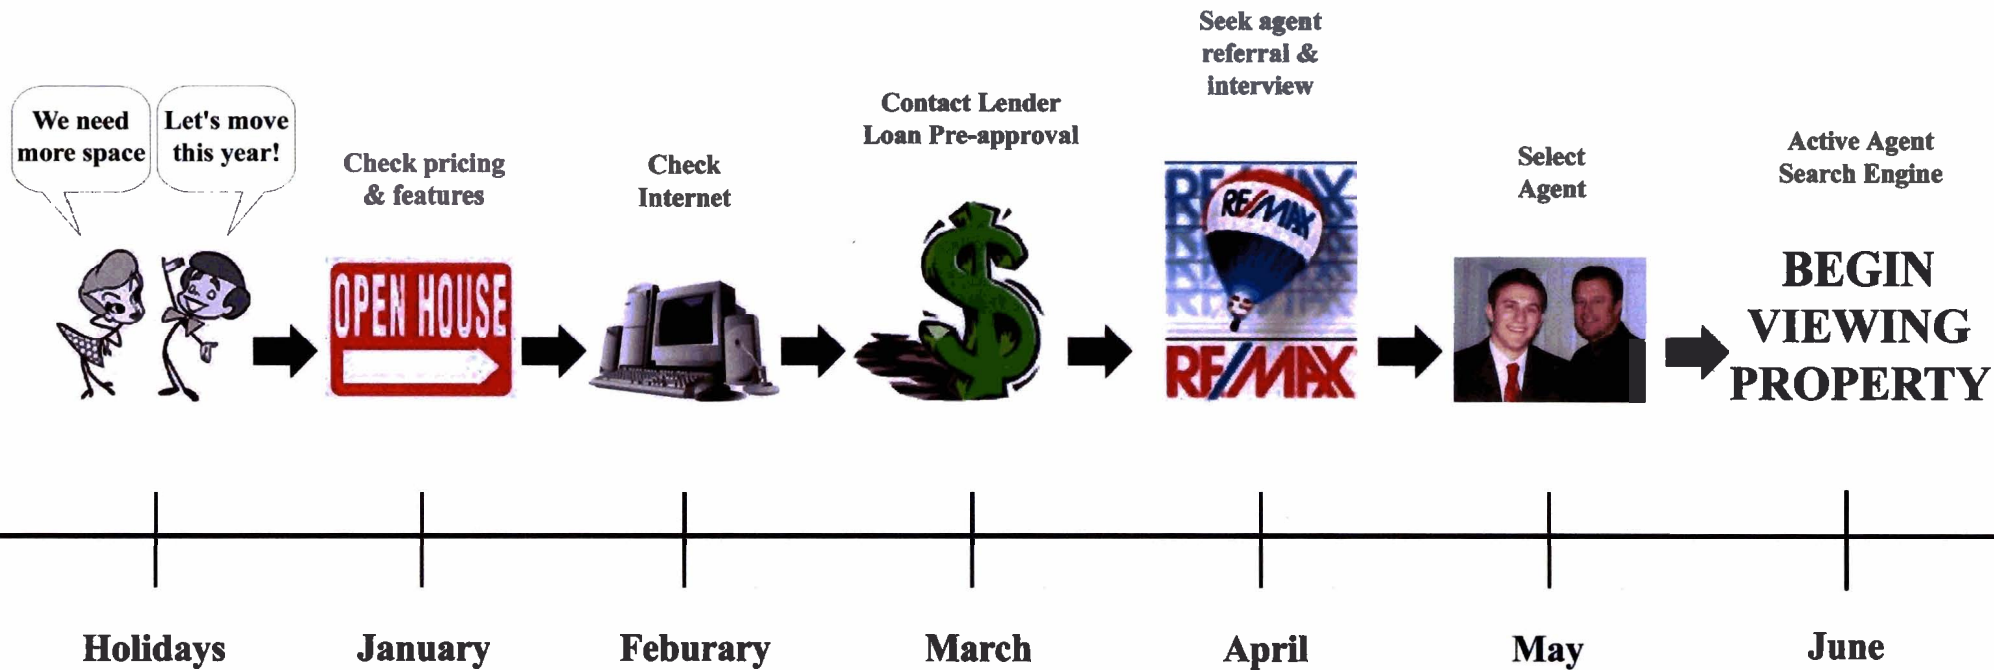 We need
more space
Let's move
this year!
Check pricing
& features
Check
Internet
Contact Lender
Loan Pre-approval
Seek agent
referral &
interview
Select
Agent
Active Agent
Search Engine
OPEN HOUSE
RE/MAX
RE/MAX
RE/MAX
BEGIN
VIEWING
PROPERTY
Holidays
January
Feburary
March
April
May
June